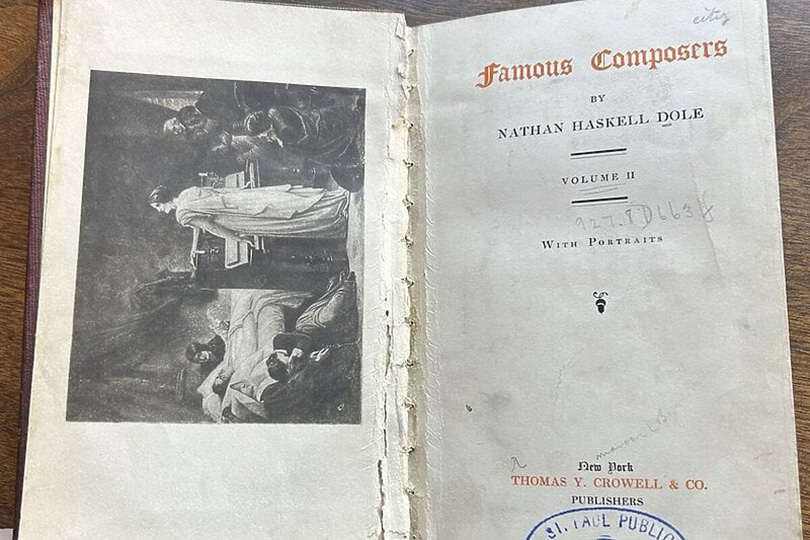 city
Famous Composers
BY
NATHAN HASKELL DOLE
VOLUME II
927.8 D663f
WITH PORTRAITS
New York
THOMAS Y. CROWELL & CO.
PUBLISHERS
ST. PAUL PUBLIC